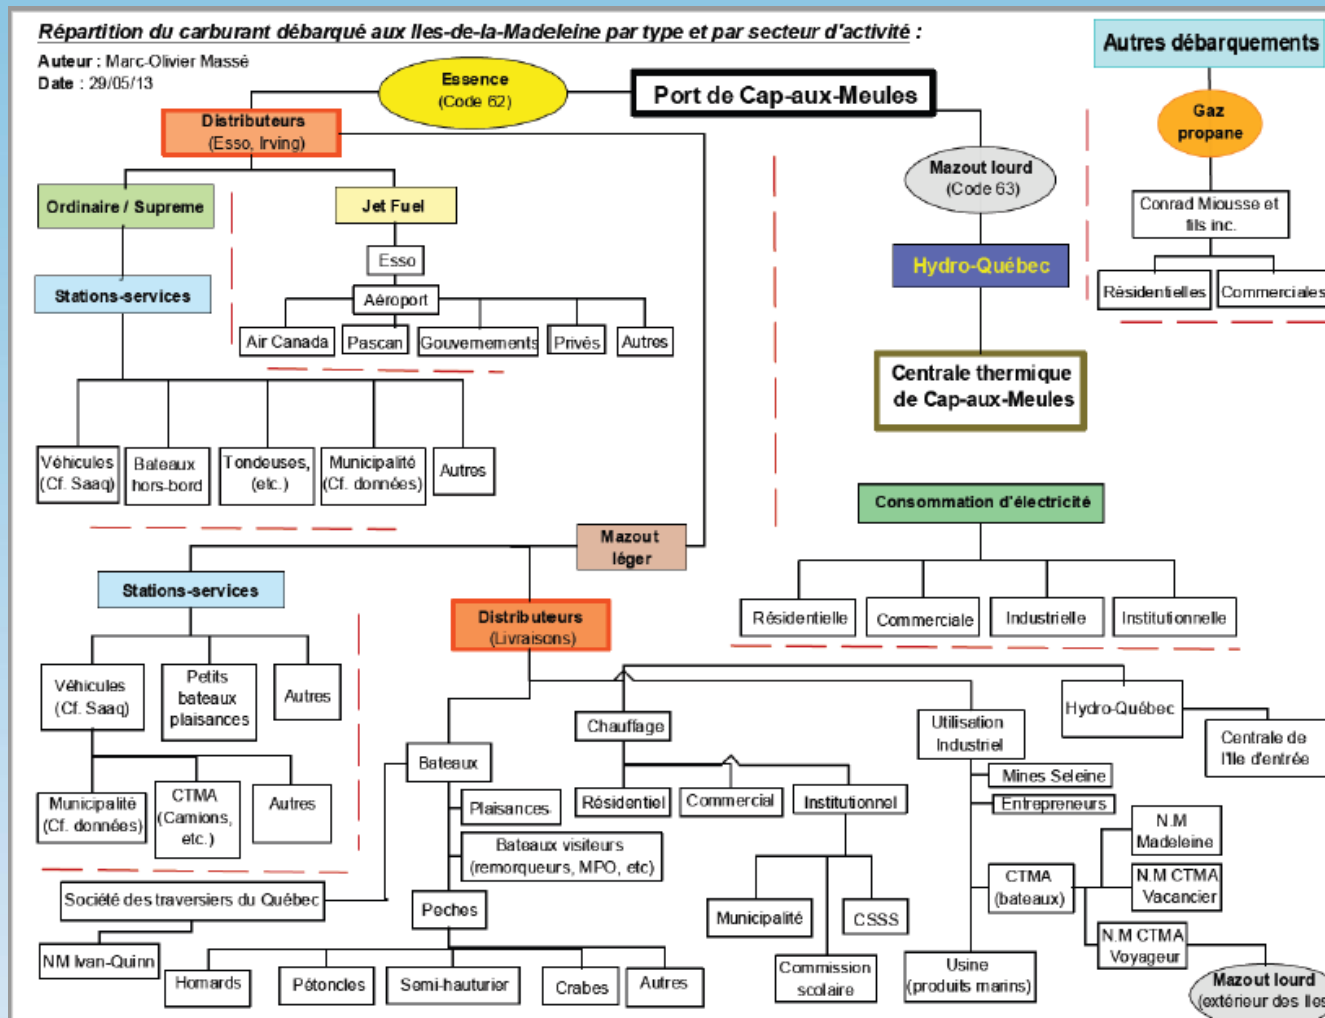 Répartition du carburant débarqué aux Iles-de-la-Madeleine par type et par secteur d'activité :
Auteur : Marc-Olivier Massé
Date : 29/05/13
Essence
(Code 62)
Port de Cap-aux-Meules
Autres débarquements
Distributeurs
(Esso, Irving)
Gaz
propane
Mazout lourd
(Code 63)
Ordinaire / Supreme
Jet Fuel
Conrad Miousse et
fils inc.
Esso
Hydro-Québec
Stations-services
Aéroport
Résidentielles
Commerciales
Air Canada
Pascan
Gouvernements
Privés
Autres
Centrale thermique
de Cap-aux-Meules
Véhicules
(Cf. Saaq)
Bateaux
hors-bord
Tondeuses,
(etc.)
Municipalité
(Cf. données)
Autres
Consommation d'électricité
Mazout
léger
Stations-services
Distributeurs
(Livraisons)
Résidentielle
Commerciale
Industrielle
Institutionnelle
Véhicules
(Cf. Saaq)
Petits
bateaux
plaisances
Autres
Chauffage
Utilisation
Industriel
Hydro-Québec
Centrale de
l'Ile d'entrée
Bateaux
Municipalité
(Cf. données)
CTMA
(Camions,
etc.)
Autres
Plaisances
Résidentiel
Commercial
Institutionnel
Mines Seleine
Entrepreneurs
Bateaux visiteurs
(remorqueurs, MPO, etc)
N.M
Madeleine
CTMA
(bateaux)
N.M CTMA
Vacancier
Société des traversiers du Québec
Peches
Municipalité
CSSS
N.M CTMA
Voyageur
NM Ivan-Quinn
Homards
Pétoncles
Semi-hauturier
Crabes
Autres
Commission
scolaire
Usine
(produits marins)
Mazout lourd
(extérieur des Iles